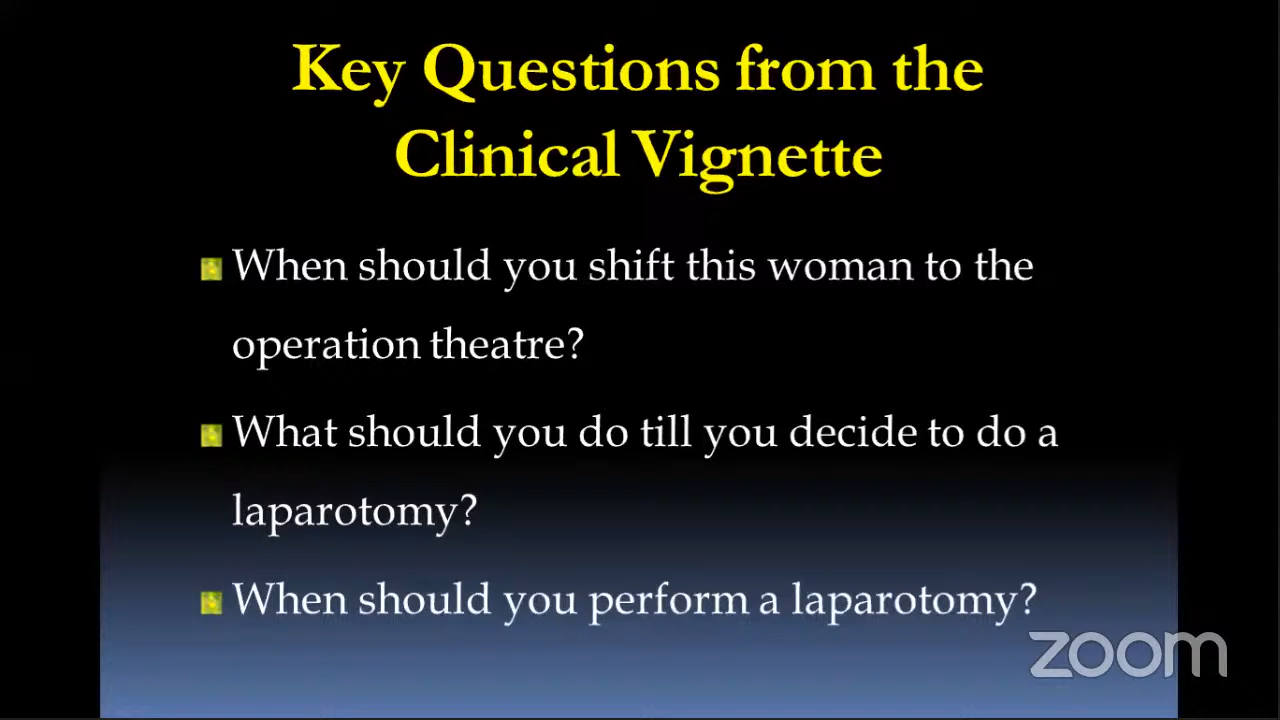 Key Questions from the
Clinical Vignette
When should you shift this woman to the
operation theatre?
What should you do till you decide to do a
laparotomy?
When should you perform a laparotomy?
zoom